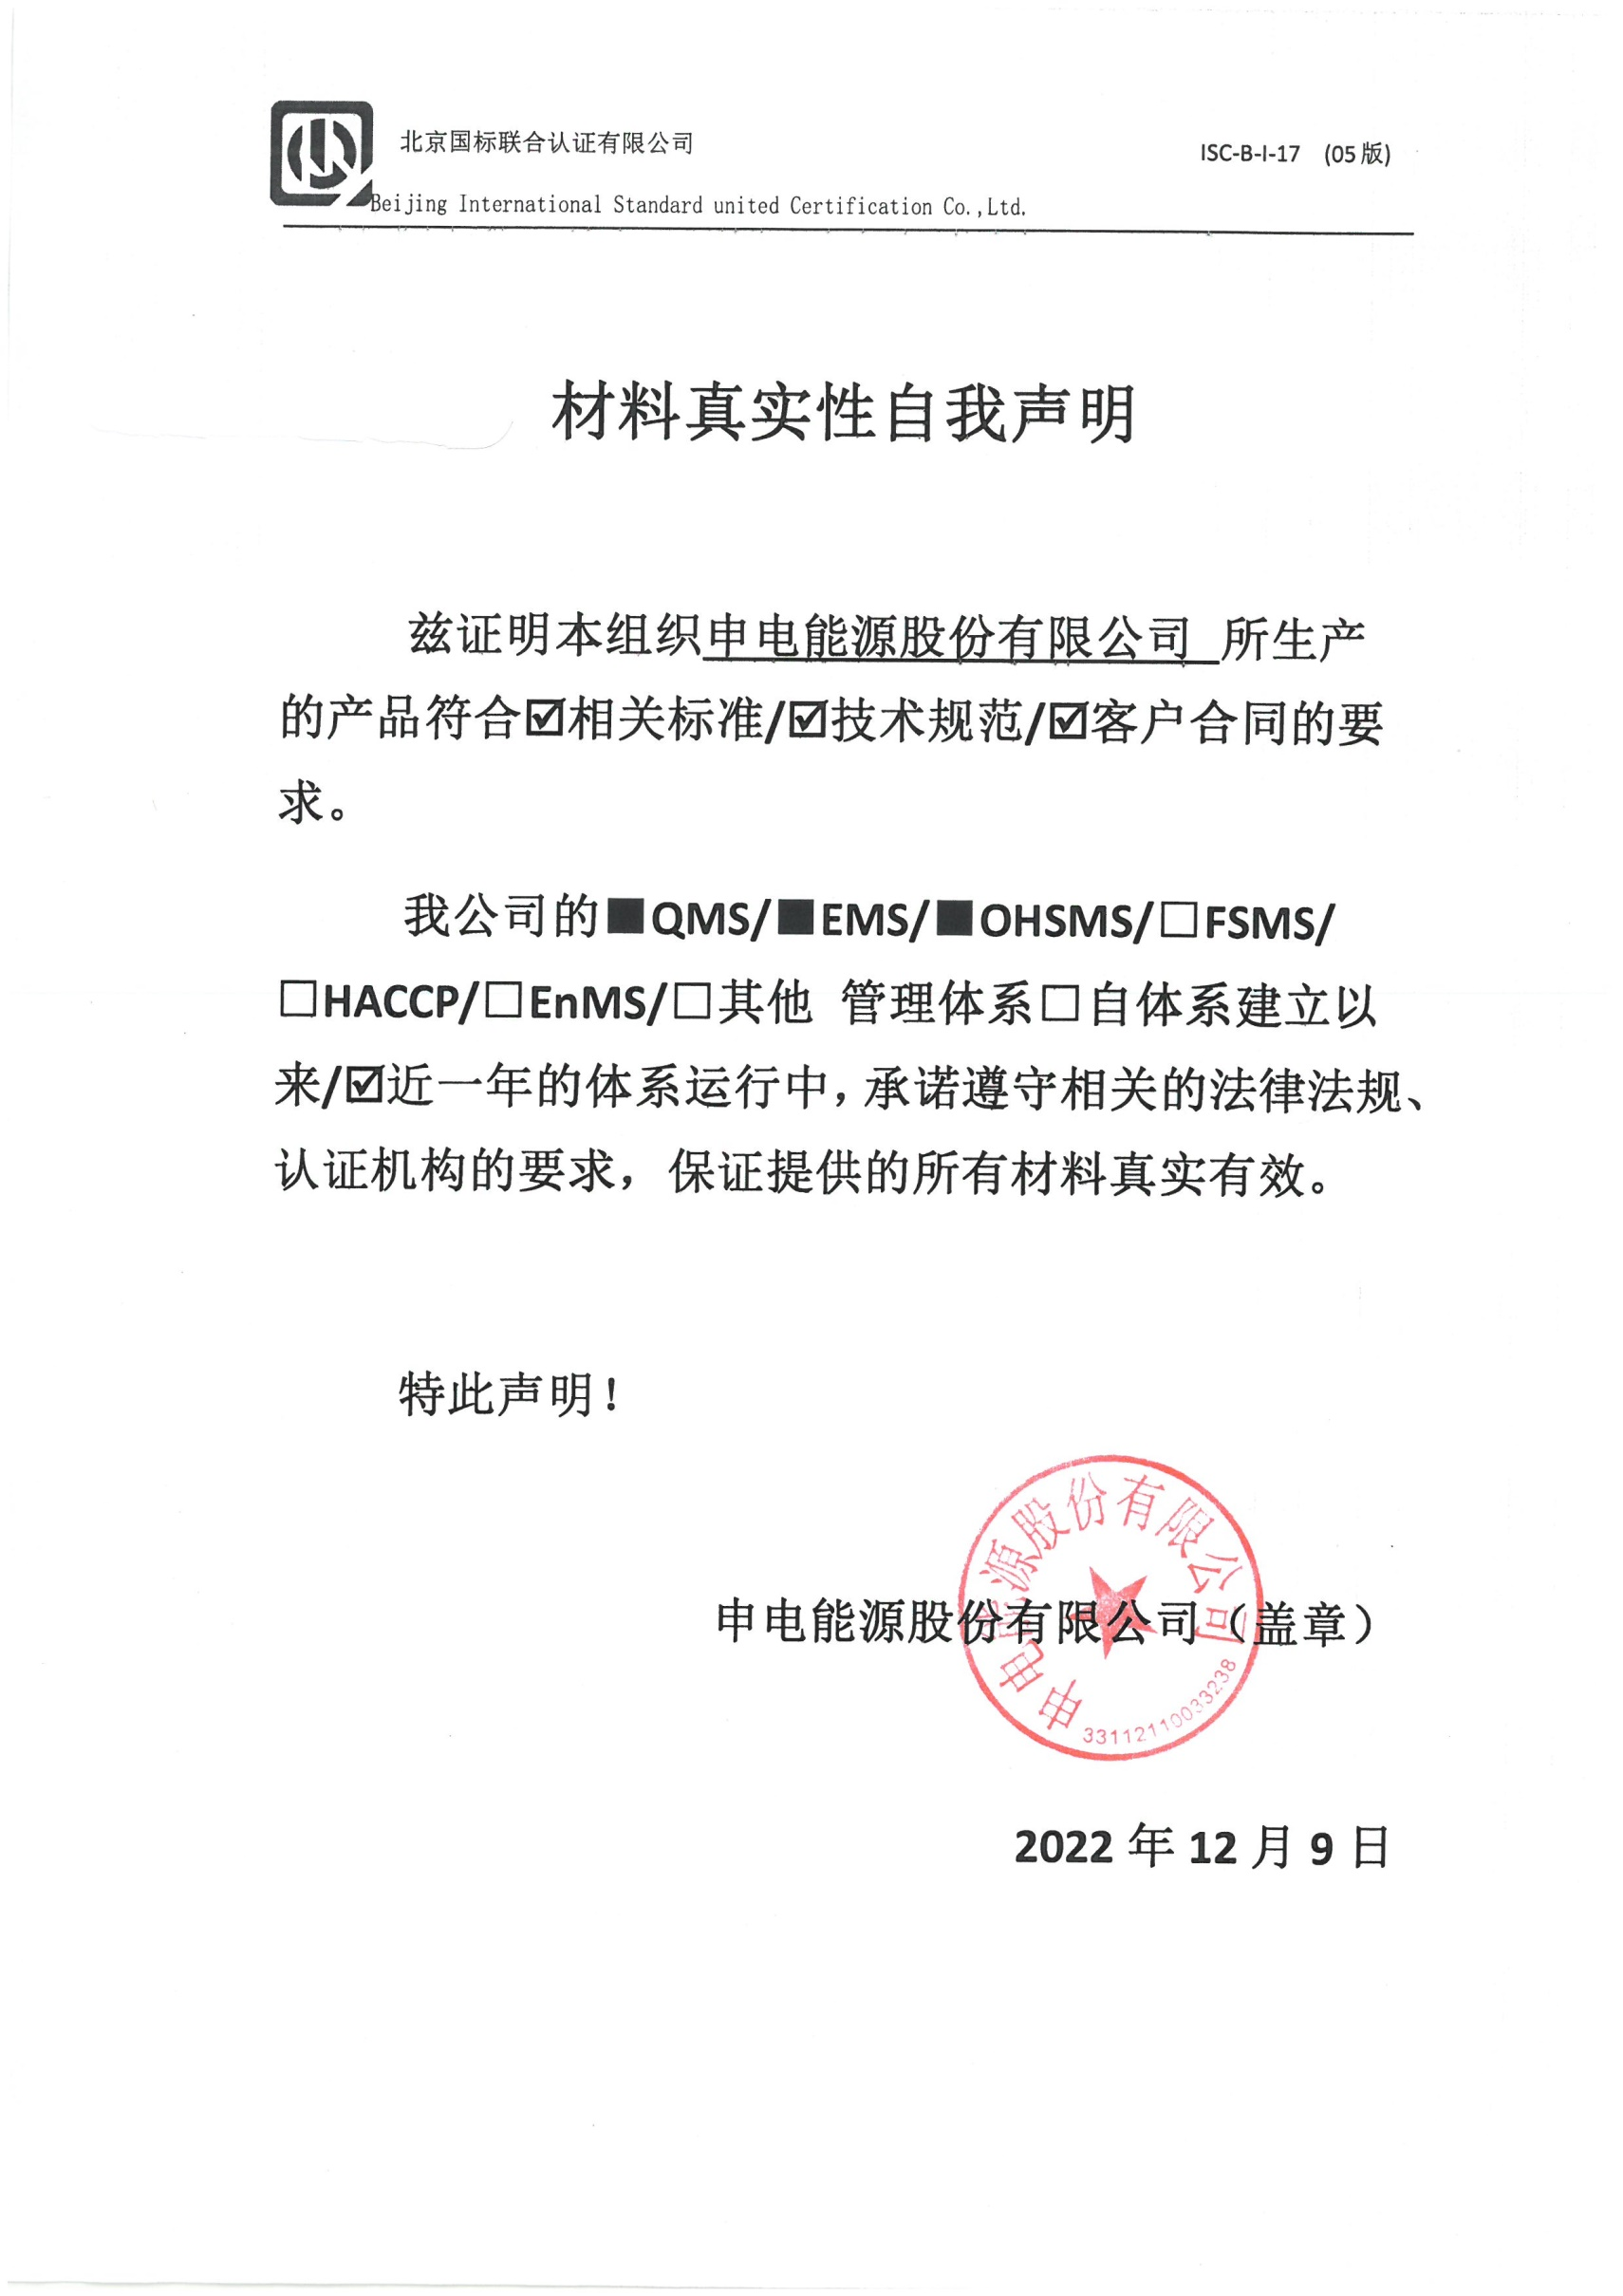 北京国标联合认证有限公司
ISC-B-I-17 (05版)
Beijing International Standard united Certification Co.,Ltd.
材料真实性自我声明
兹证明本组织申电能源股份有限公司 所生产
的产品符合☑相关标准/☑技术规范/☑客户合同的要
求。
我公司的■QMS/■EMS/■OHSMS/□FSMS/
□HACCP/□EnMS/□其他 管理体系□自体系建立以
来/☑近一年的体系运行中，承诺遵守相关的法律法规、
认证机构的要求，保证提供的所有材料真实有效。
特此声明！
申电能源股份有限公司（盖章）
申电能源股份有限公司
33112110033238
2022 年 12 月 9 日